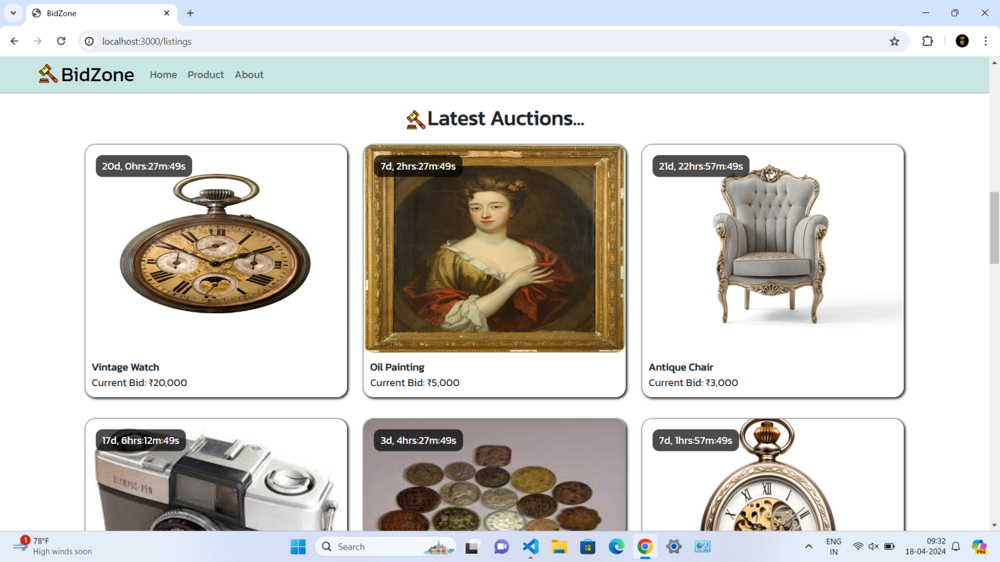 BidZone
localhost:3000/listings
BidZone Home Product About
Latest Auctions...
20d, 0hrs:27m:49s
7d, 2hrs:27m:49s
21d, 22hrs:57m:49s
Vintage Watch
Current Bid: ₹20,000
Oil Painting
Current Bid: ₹5,000
Antique Chair
Current Bid: ₹3,000
17d, 6hrs:12m:49s
3d, 4hrs:27m:49s
7d, 1hrs:57m:49s
OLYMPUS-PEN
XI XII I
X
1
78°F
High winds soon
Search
ENG
IN
09:32
18-04-2024
PRE